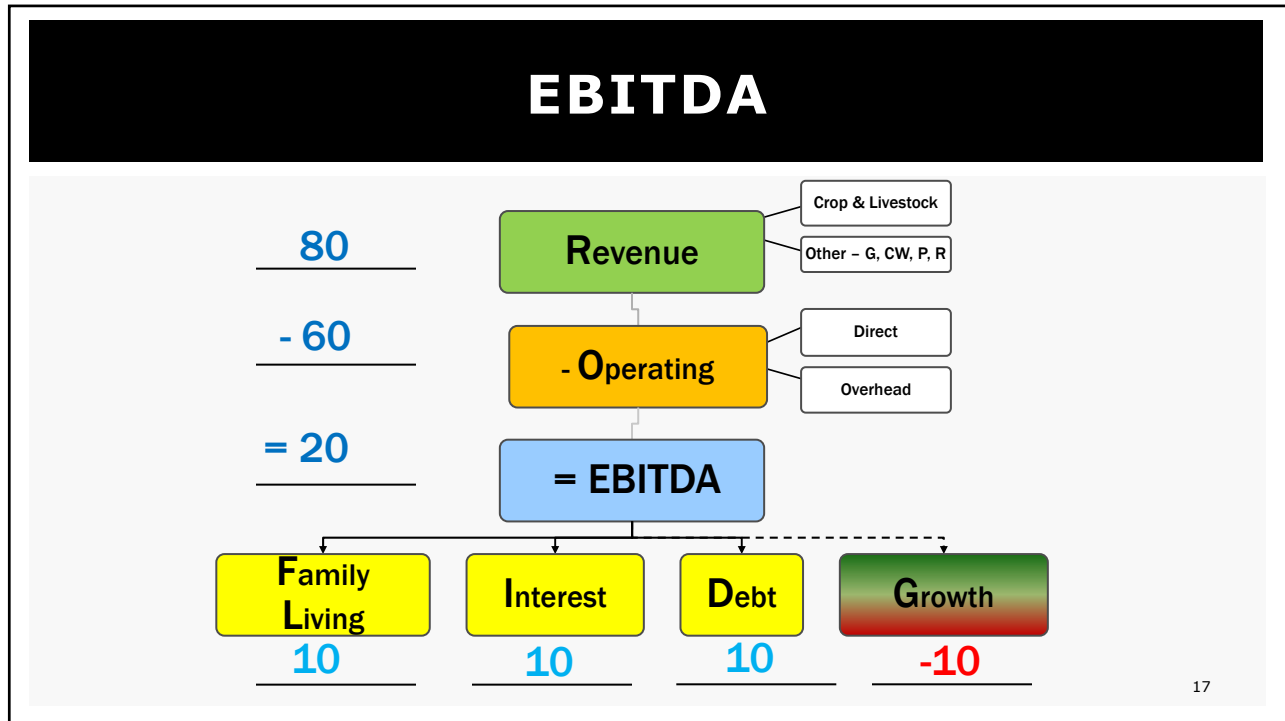 EBITDA
80
Revenue
Crop & Livestock
Other – G, CW, P, R
- 60
- Operating
Direct
Overhead
= 20
= EBITDA
Family
Living
Interest
Debt
Growth
10
10
10
-10
17